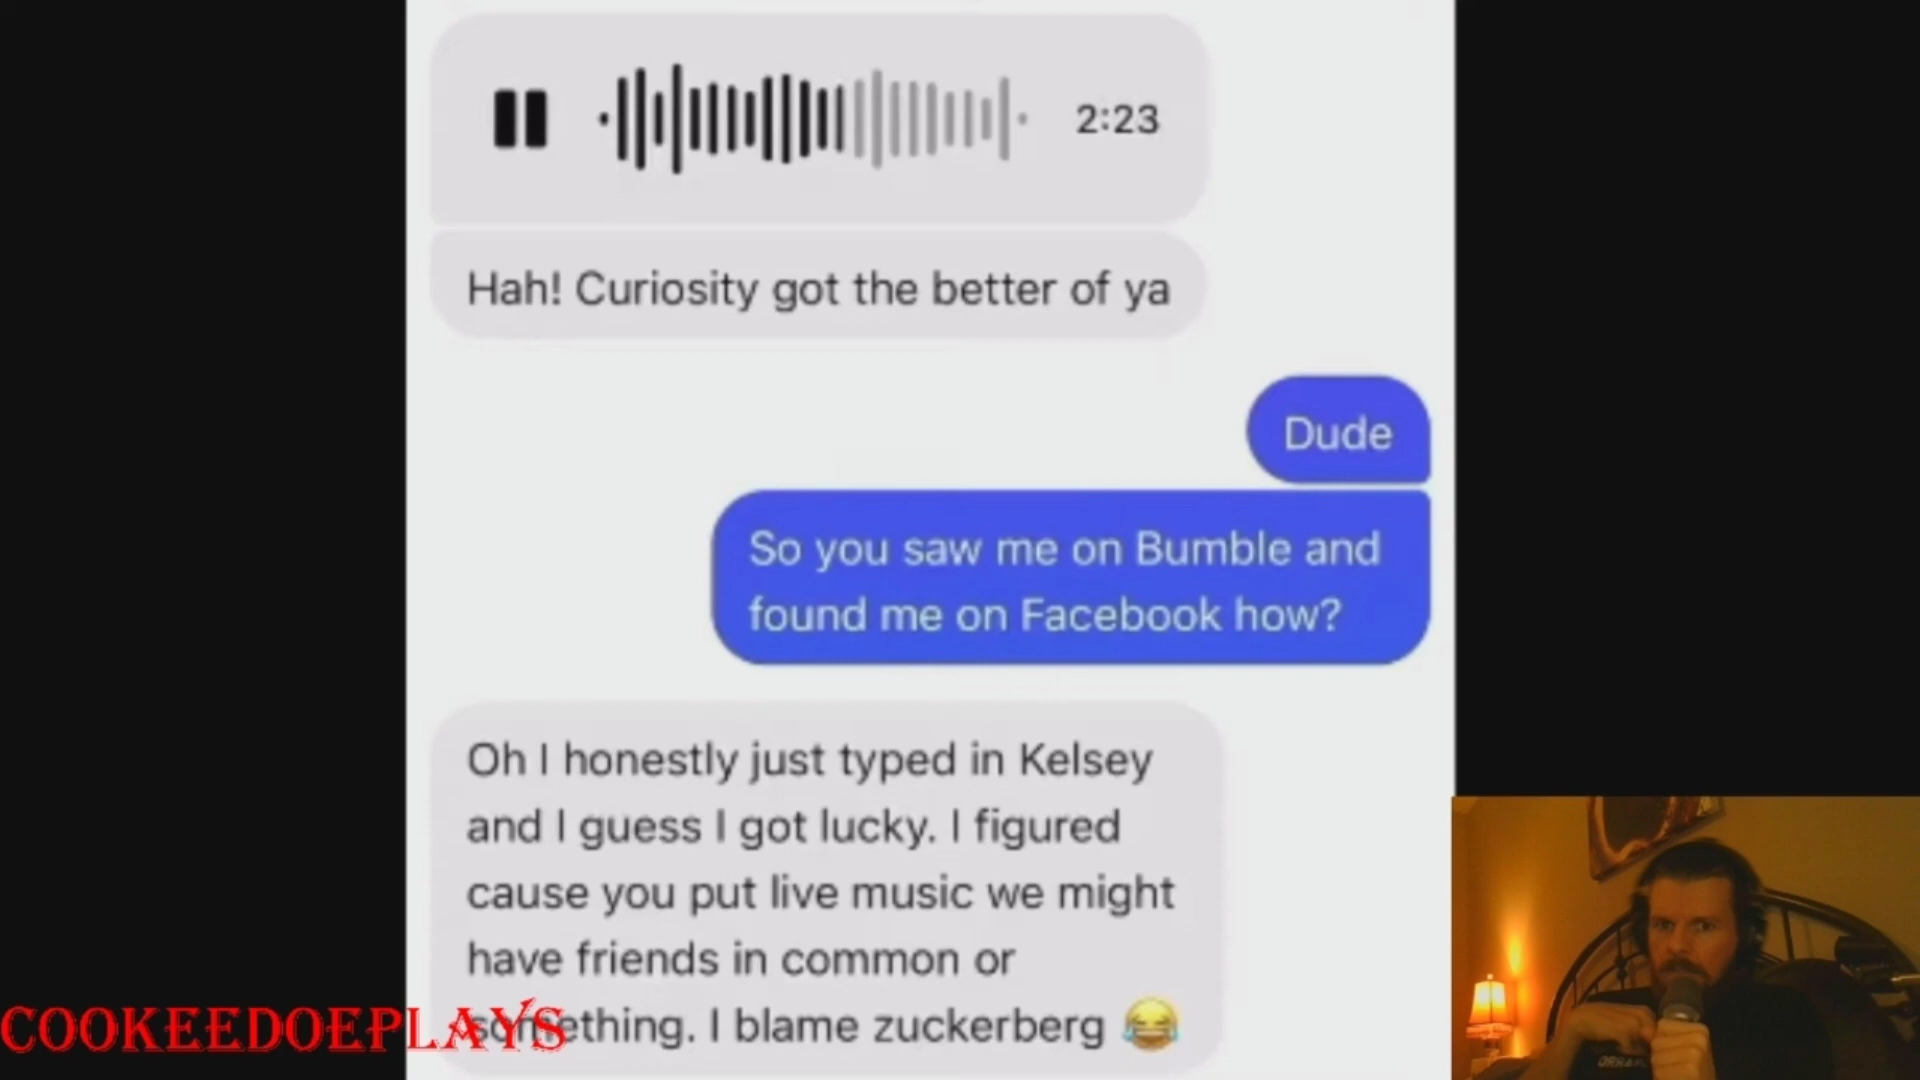 2:23
Hah! Curiosity got the better of ya
Dude
So you saw me on Bumble and
found me on Facebook how?
Oh I honestly just typed in Kelsey
and I guess I got lucky. I figured
cause you put live music we might
have friends in common or
something. I blame zuckerberg 😂
COOKEEDOEPLAYS